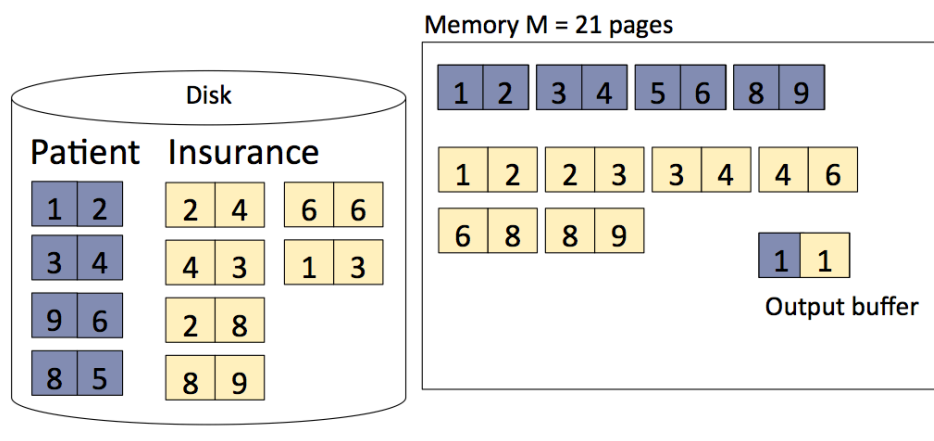 Memory M = 21 pages
1 2 3 4 5 6 8 9
1 2 2 3 3 4 4 6
6 8 8 9
1 1
Output buffer
Disk
Patient Insurance
1 2 2 4 6 6
3 4 4 3 1 3
9 6 2 8
8 5 8 9